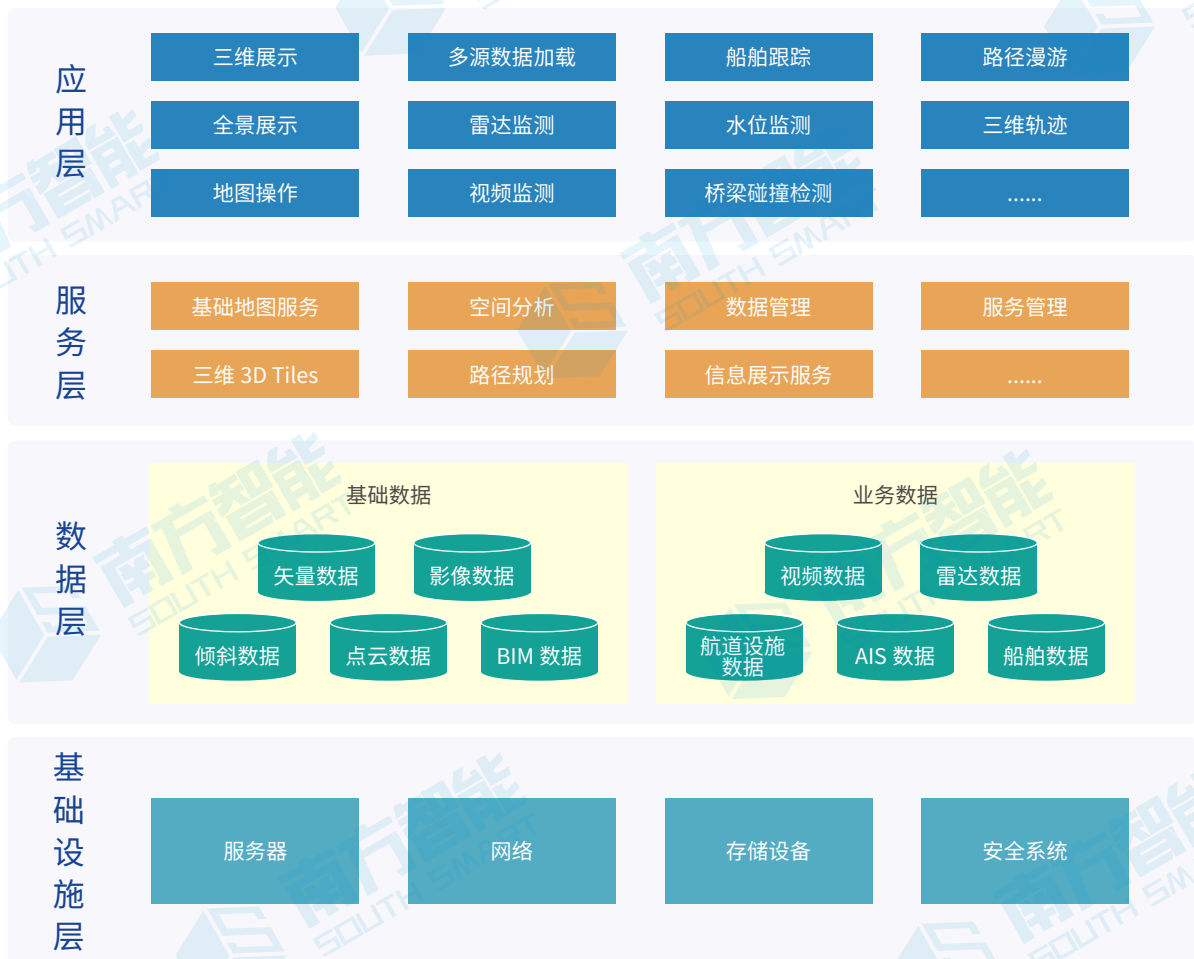 应用层
三维展示
多源数据加载
船舶跟踪
路径漫游
全景展示
雷达监测
水位监测
三维轨迹
地图操作
视频监测
桥梁碰撞检测
......
服务层
基础地图服务
空间分析
数据管理
服务管理
三维 3D Tiles
路径规划
信息展示服务
......
数据层
基础数据
矢量数据
影像数据
倾斜数据
点云数据
BIM 数据
业务数据
视频数据
雷达数据
航道设施
数据
AIS 数据
船舶数据
基础设施层
服务器
网络
存储设备
安全系统
南方智能
SOUTH SMART